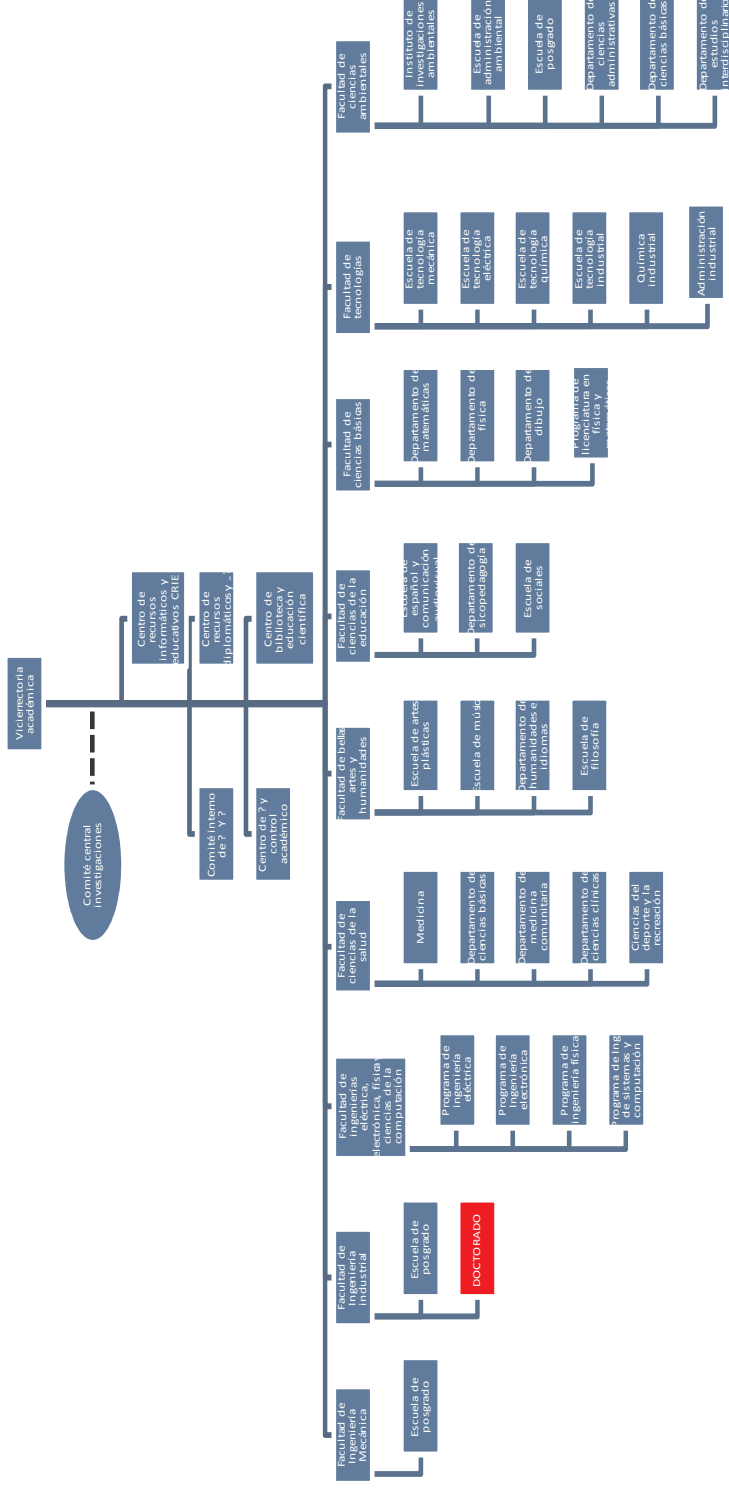 Vicierrectoria
académica
Comité central
investigaciones
Centro de
recursos
informáticos y
educativos CRIE
Comité interno
de ? Y ?
Centro de
recursos
diplomáticos y ..
Centro de ? y
control
académico
Centro de
biblioteca y
educación
científica
Facultad de
Ingeniería
Mecánica
Escuela de
posgrado
Facultad de
Ingeniería
industrial
Escuela de
posgrado
DOCTORADO
Facultad de
ingenierías
eléctrica,
electrónica, física y
ciencias de la
computación
Programa de
ingeniería
eléctrica
Programa de
Ingeniería
electrónica
Programa de
ingeniería física
Programa de Ing
de sistemas y
computación
Facultad de
ciencias de la
salud
Medicina
Departamento de
ciencias básicas
Departamento de
medicina
comunitaria
Departamento de
ciencias clínicas
Ciencias del
deporte y la
recreación
Facultad de bellas
artes y
humanidades
Escuela de artes
plásticas
Escuela de músic
Departamento de
humanidades e
idiomas
Escuela de
filosofía
Facultad de
ciencias de la
educación
Escuela de
español y
comunicación
audiovisual
Departamento de
sicopedagogía
Escuela de
sociales
Facultad de
ciencias básicas
Departamento de
matemáticas
Departamento de
física
Departamento de
dibujo
Programa de
licenciatura en
física y
matemáticas
Facultad de
tecnologías
Escuela de
tecnología
mecánica
Escuela de
tecnología
eléctrica
Escuela de
tecnología
química
Escuela de
tecnología
industrial
Química
industrial
Administración
industrial
Facultad de
ciencias
ambientales
Instituto de
investigaciones
ambientales
Escuela de
administración
ambiental
Escuela de
posgrado
Departamento de
ciencias
administrativas
Departamento de
ciencias básicas
Departamento de
estudios
interdisciplinario